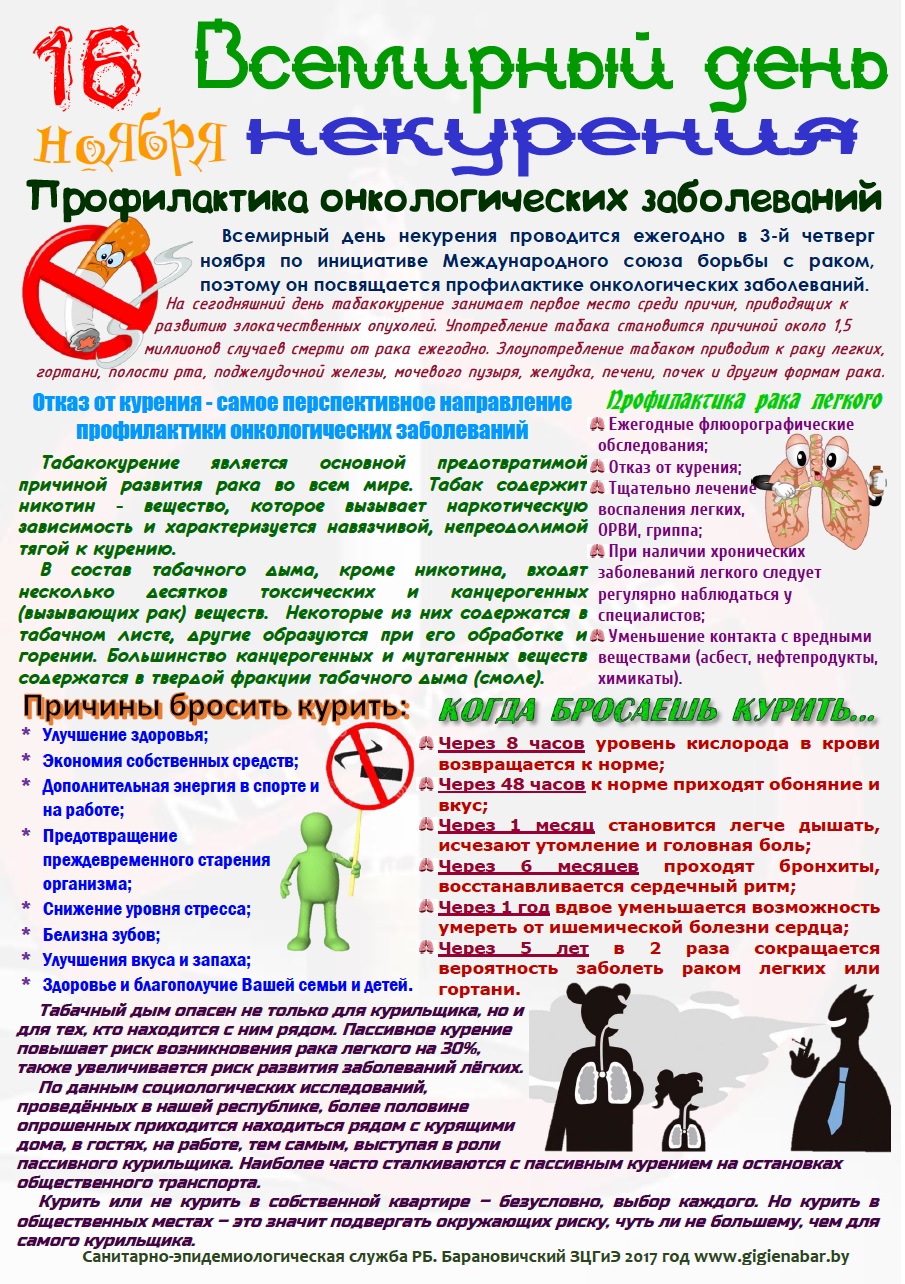 16 Всемирный день
ноября некурения
Профилактика онкологических заболеваний
Всемирный день некурения проводится ежегодно в 3-й четверг
ноября по инициативе Международного союза борьбы с раком,
поэтому он посвящается профилактике онкологических заболеваний.
На сегодняшний день табакокурение занимает первое место среди причин, приводящих к
развитию злокачественных опухолей. Употребление табака становится причиной около 1,5
миллионов случаев смерти от рака ежегодно. Злоупотребление табаком приводит к раку легких,
гортани, полости рта, поджелудочной железы, мочевого пузыря, желудка, печени, почек и другим формам рака.
Отказ от курения - самое перспективное направление
профилактики онкологических заболеваний
Табакокурение является основной предотвратимой
причиной развития рака во всем мире. Табак содержит
никотин - вещество, которое вызывает наркотическую
зависимость и характеризуется навязчивой, непреодолимой
тягой к курению.
В состав табачного дыма, кроме никотина, входят
несколько десятков токсических и канцерогенных
(вызывающих рак) веществ. Некоторые из них содержатся в
табачном листе, другие образуются при его обработке и
горении. Большинство канцерогенных и мутагенных веществ
содержатся в твердой фракции табачного дыма (смоле).
Профилактика рака легкого
Ежегодные флюорографические
обследования;
Отказ от курения;
Тщательно лечение
воспаления легких,
ОРВИ, гриппа;
При наличии хронических
заболеваний легкого следует
регулярно наблюдаться у
специалистов;
Уменьшение контакта с вредными
веществами (асбест, нефтепродукты,
химикаты).
Причины бросить курить:
* Улучшение здоровья;
* Экономия собственных средств;
* Дополнительная энергия в спорте и
на работе;
* Предотвращение
преждевременного старения
организма;
* Снижение уровня стресса;
* Белизна зубов;
* Улучшения вкуса и запаха;
* Здоровье и благополучие Вашей семьи и детей.
КОГДА БРОСАЕШЬ КУРИТЬ...
Через 8 часов уровень кислорода в крови
возвращается к норме;
Через 48 часов к норме приходят обоняние и
вкус;
Через 1 месяц становится легче дышать,
исчезают утомление и головная боль;
Через 6 месяцев проходят бронхиты,
восстанавливается сердечный ритм;
Через 1 год вдвое уменьшается возможность
умереть от ишемической болезни сердца;
Через 5 лет в 2 раза сокращается
вероятность заболеть раком легких или
гортани.
Табачный дым опасен не только для курильщика, но и
для тех, кто находится с ним рядом. Пассивное курение
повышает риск возникновения рака легкого на 30%,
также увеличивается риск развития заболеваний лёгких.
По данным социологических исследований,
проведённых в нашей республике, более половине
опрошенных приходится находиться рядом с курящими
дома, в гостях, на работе, тем самым, выступая в роли
пассивного курильщика. Наиболее часто сталкиваются с пассивным курением на остановках
общественного транспорта.
Курить или не курить в собственной квартире – безусловно, выбор каждого. Но курить в
общественных местах – это значит подвергать окружающих риску, чуть ли не большему, чем для
самого курильщика.
Санитарно-эпидемиологическая служба РБ. Барановичский ЗЦГиЭ 2017 год www.gigienabar.by